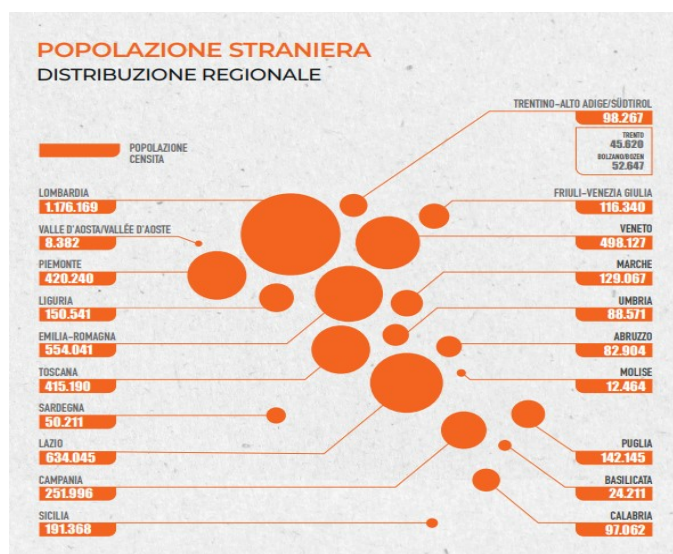 POPOLAZIONE STRANIERA
DISTRIBUZIONE REGIONALE
POPOLAZIONE
CENSITA
LOMBARDIA
1.176.169
VALLE D'AOSTA/VALLÉE D'AOSTE
8.382
PIEMONTE
420.240
LIGURIA
150.541
EMILIA-ROMAGNA
554.041
TOSCANA
415.190
SARDEGNA
50.211
LAZIO
634.045
CAMPANIA
251.996
SICILIA
191.368
TRENTINO-ALTO ADIGE/SÜDTIROL
98.267
TRENTO
45.620
BOLZANO/BOZEN
52.647
FRIULI-VENEZIA GIULIA
116.340
VENETO
498.127
MARCHE
129.067
UMBRIA
88.571
ABRUZZO
82.904
MOLISE
12.464
PUGLIA
142.145
BASILICATA
24.211
CALABRIA
97.062